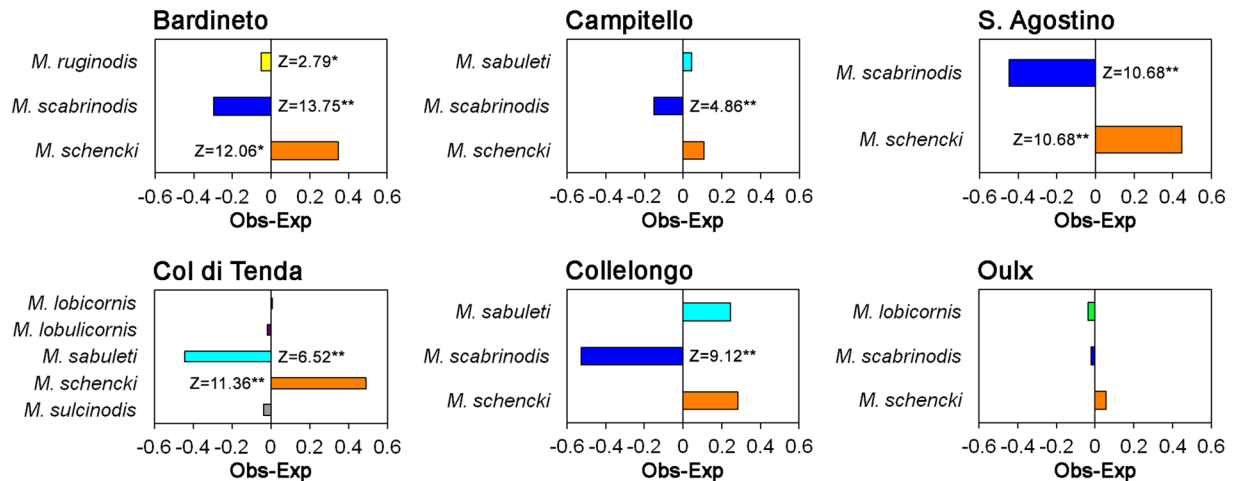 Bardineto
M. ruginodis
Z=2.79*
M. scabrinodis
Z=13.75**
M. schencki
Z=12.06*
-0.6 -0.4 -0.2 0 0.2 0.4 0.6
Obs-Exp
Campitello
M. sabuleti
M. scabrinodis
Z=4.86**
M. schencki
-0.6 -0.4 -0.2 0 0.2 0.4 0.6
Obs-Exp
S. Agostino
M. scabrinodis
Z=10.68**
M. schencki
Z=10.68**
-0.6 -0.4 -0.2 0 0.2 0.4 0.6
Obs-Exp
Col di Tenda
M. lobicornis
M. lobulicornis
M. sabuleti
Z=6.52**
M. schencki
Z=11.36**
M. sulcinodis
-0.6 -0.4 -0.2 0 0.2 0.4 0.6
Obs-Exp
Collelongo
M. sabuleti
M. scabrinodis
Z=9.12**
M. schencki
-0.6 -0.4 -0.2 0 0.2 0.4 0.6
Obs-Exp
Oulx
M. lobicornis
M. scabrinodis
M. schencki
-0.6 -0.4 -0.2 0 0.2 0.4 0.6
Obs-Exp